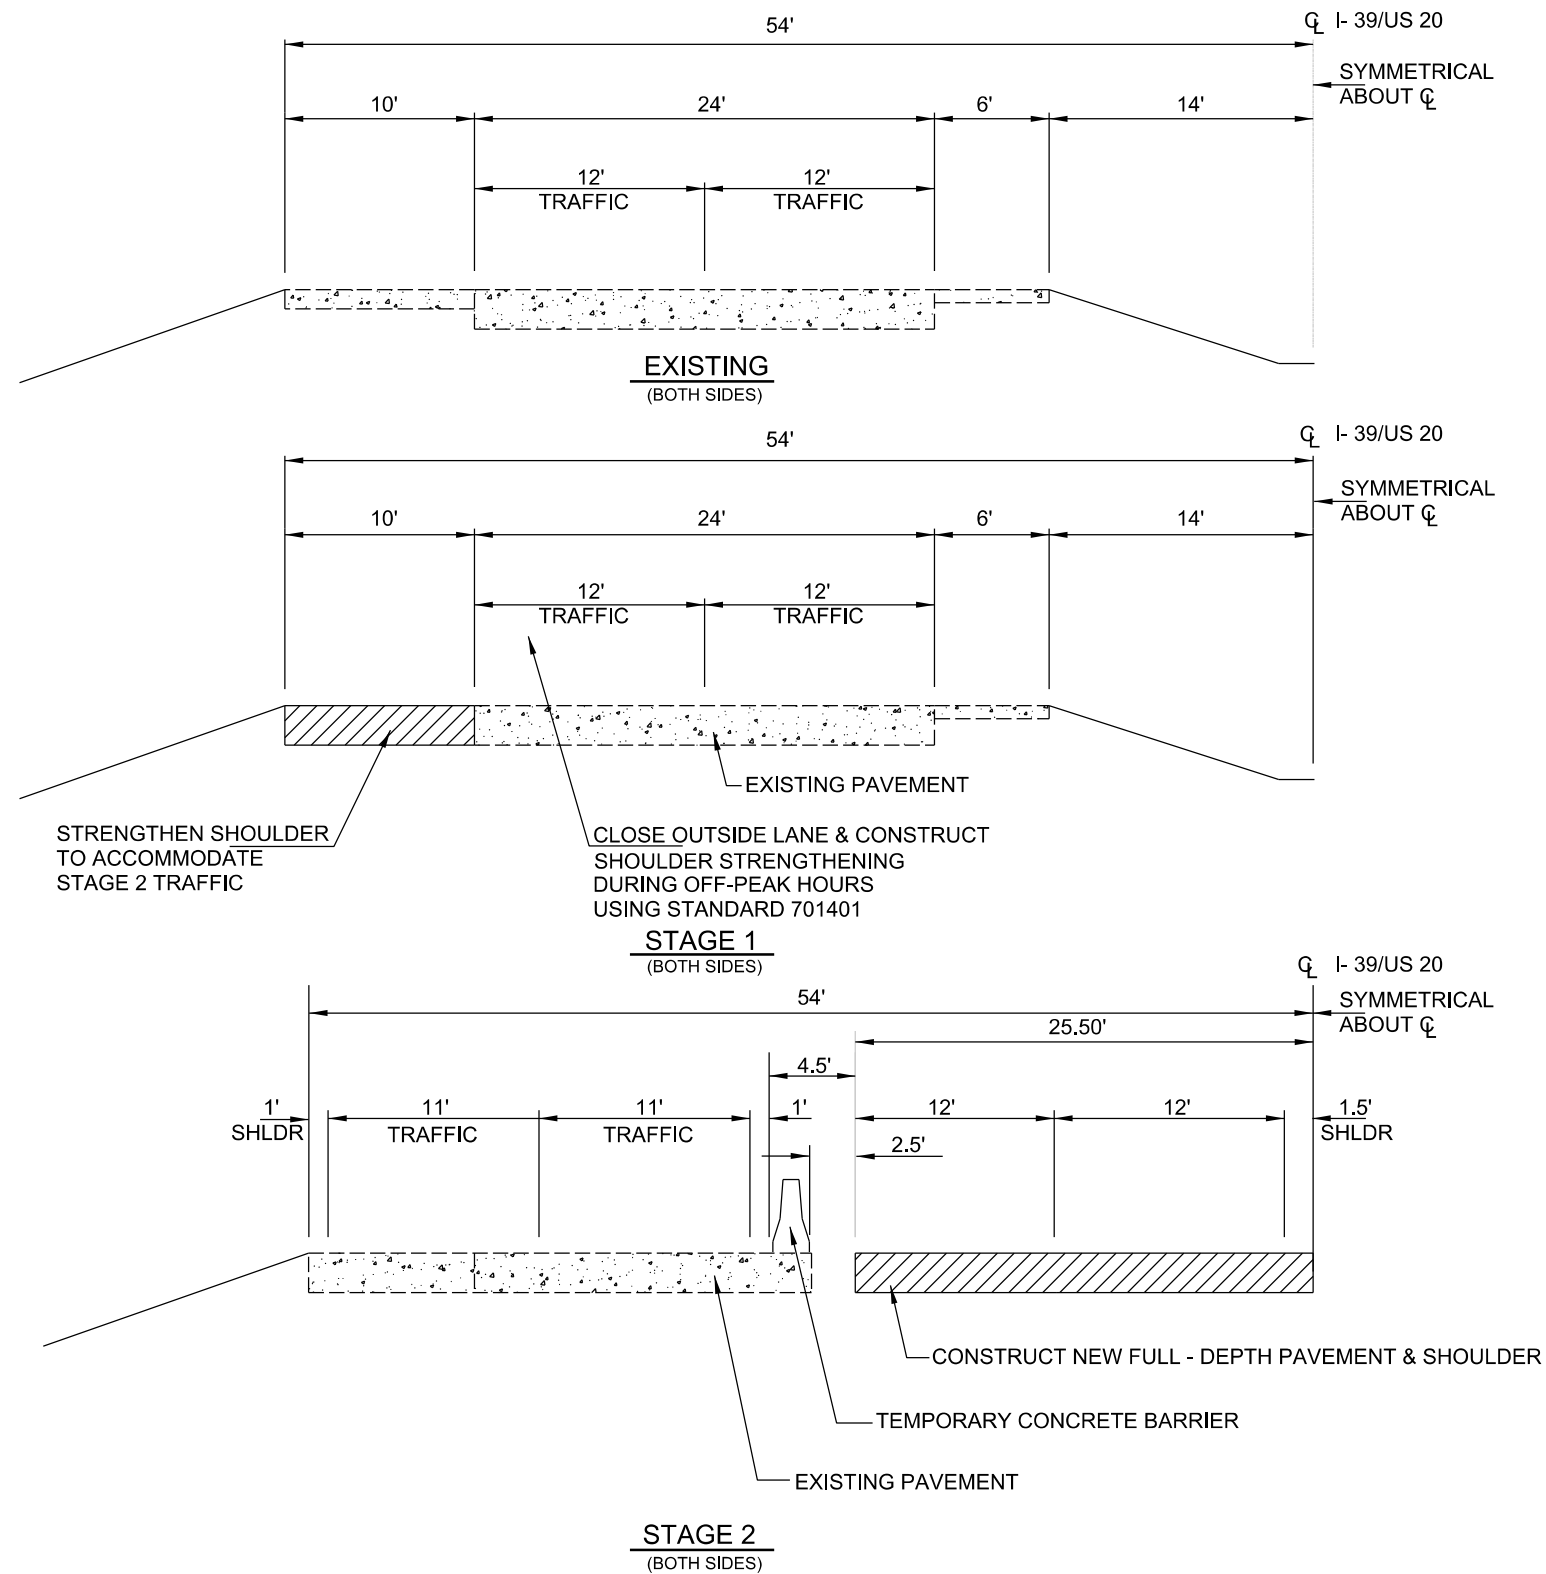 54'
℄ I- 39/US 20
SYMMETRICAL
ABOUT ℄
10'
24'
6'
14'
12'
TRAFFIC
12'
TRAFFIC
EXISTING
(BOTH SIDES)
54'
℄ I- 39/US 20
SYMMETRICAL
ABOUT ℄
10'
24'
6'
14'
12'
TRAFFIC
12'
TRAFFIC
EXISTING PAVEMENT
STRENGTHEN SHOULDER
TO ACCOMMODATE
STAGE 2 TRAFFIC
CLOSE OUTSIDE LANE & CONSTRUCT
SHOULDER STRENGTHENING
DURING OFF-PEAK HOURS
USING STANDARD 701401
STAGE 1
(BOTH SIDES)
℄ I- 39/US 20
54'
SYMMETRICAL
ABOUT ℄
25.50'
4.5'
1'
SHLDR
11'
TRAFFIC
11'
TRAFFIC
1'
12'
12'
1.5'
SHLDR
2.5'
CONSTRUCT NEW FULL - DEPTH PAVEMENT & SHOULDER
TEMPORARY CONCRETE BARRIER
EXISTING PAVEMENT
STAGE 2
(BOTH SIDES)